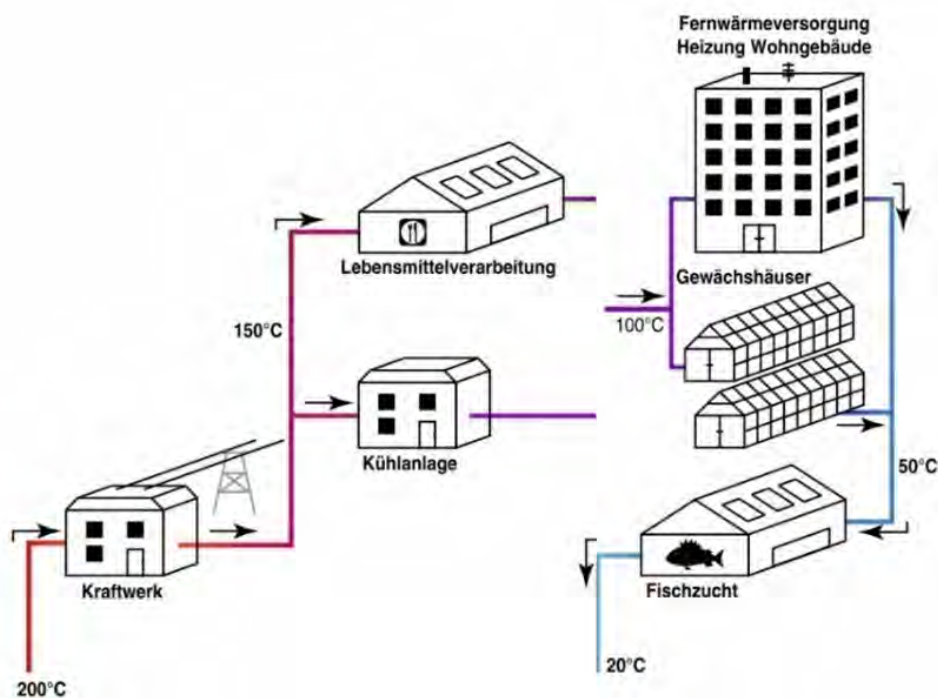 Fernwärmeversorgung
Heizung Wohngebäude
Lebensmittelverarbeitung
Gewächshäuser
150°C
100°C
Kühlanlage
50°C
Kraftwerk
Fischzucht
20°C
200°C